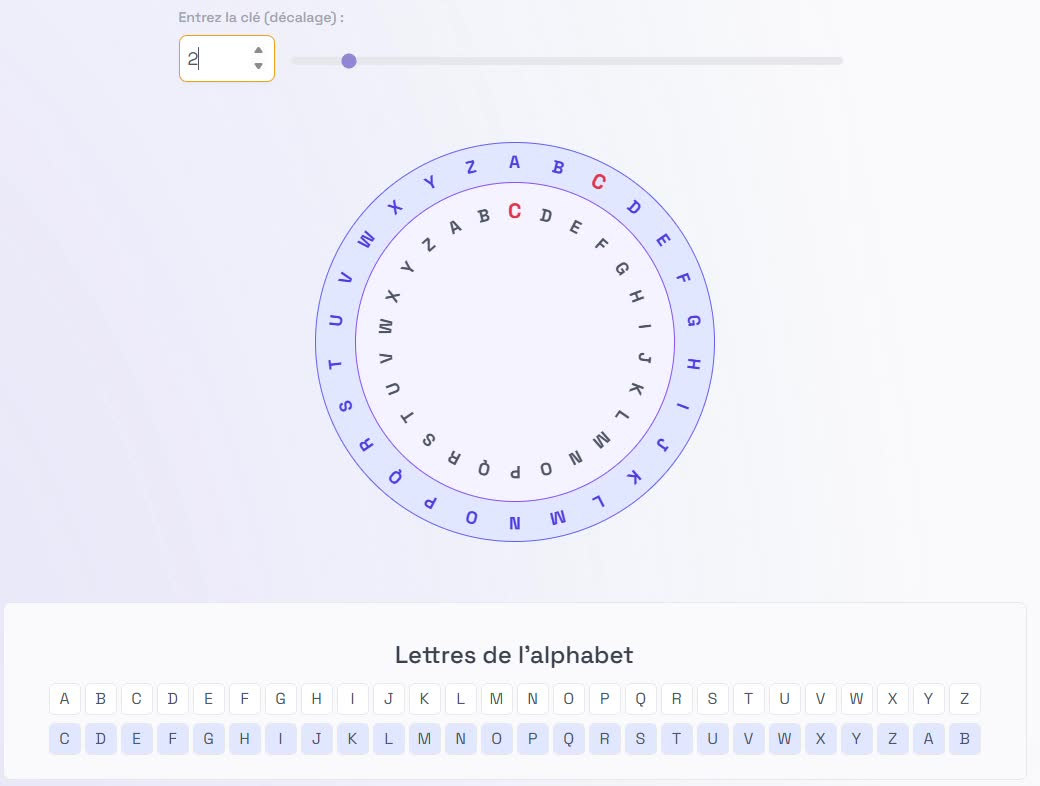 Entrez la clé (décalage) :
2
A B C D E F G H I J K L M N O P Q R S T U V W X Y Z
C D E F G H I J K L M N O P Q R S T U V W X Y Z A B
Lettres de l'alphabet
A B C D E F G H I J K L M N O P Q R S T U V W X Y Z
C D E F G H I J K L M N O P Q R S T U V W X Y Z A B